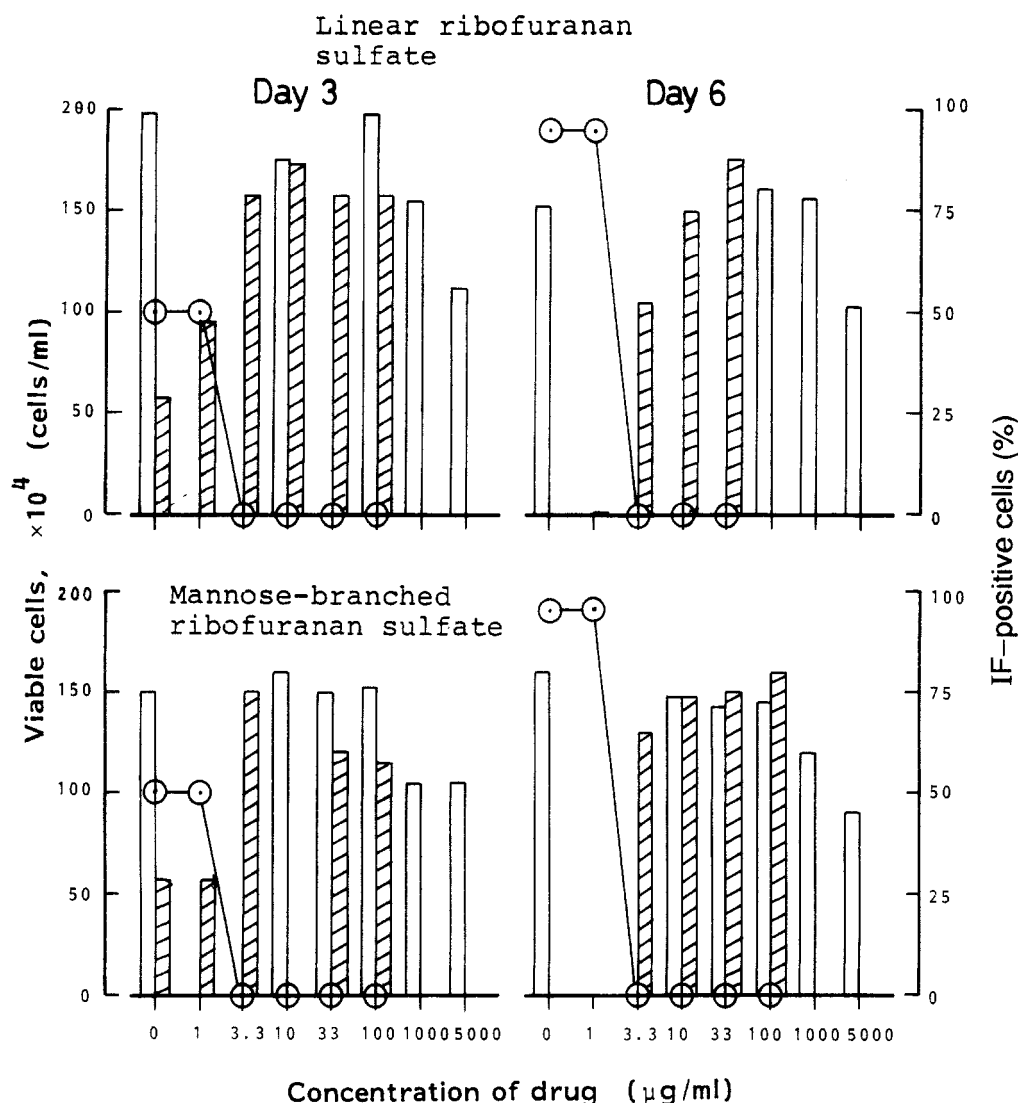 Linear ribofuranan
sulfate
Day 3
Day 6
200
150
100
50
0
100
75
50
25
0
Mannose-branched
ribofuranan sulfate
200
150
100
50
0
100
75
50
25
0
Viable cells, ×10⁴ (cells/ml)
IF-positive cells (%)
0 1 3.3 10 33 100 1000 5000
0 1 3.3 10 33 100 1000 5000
Concentration of drug (μg/ml)